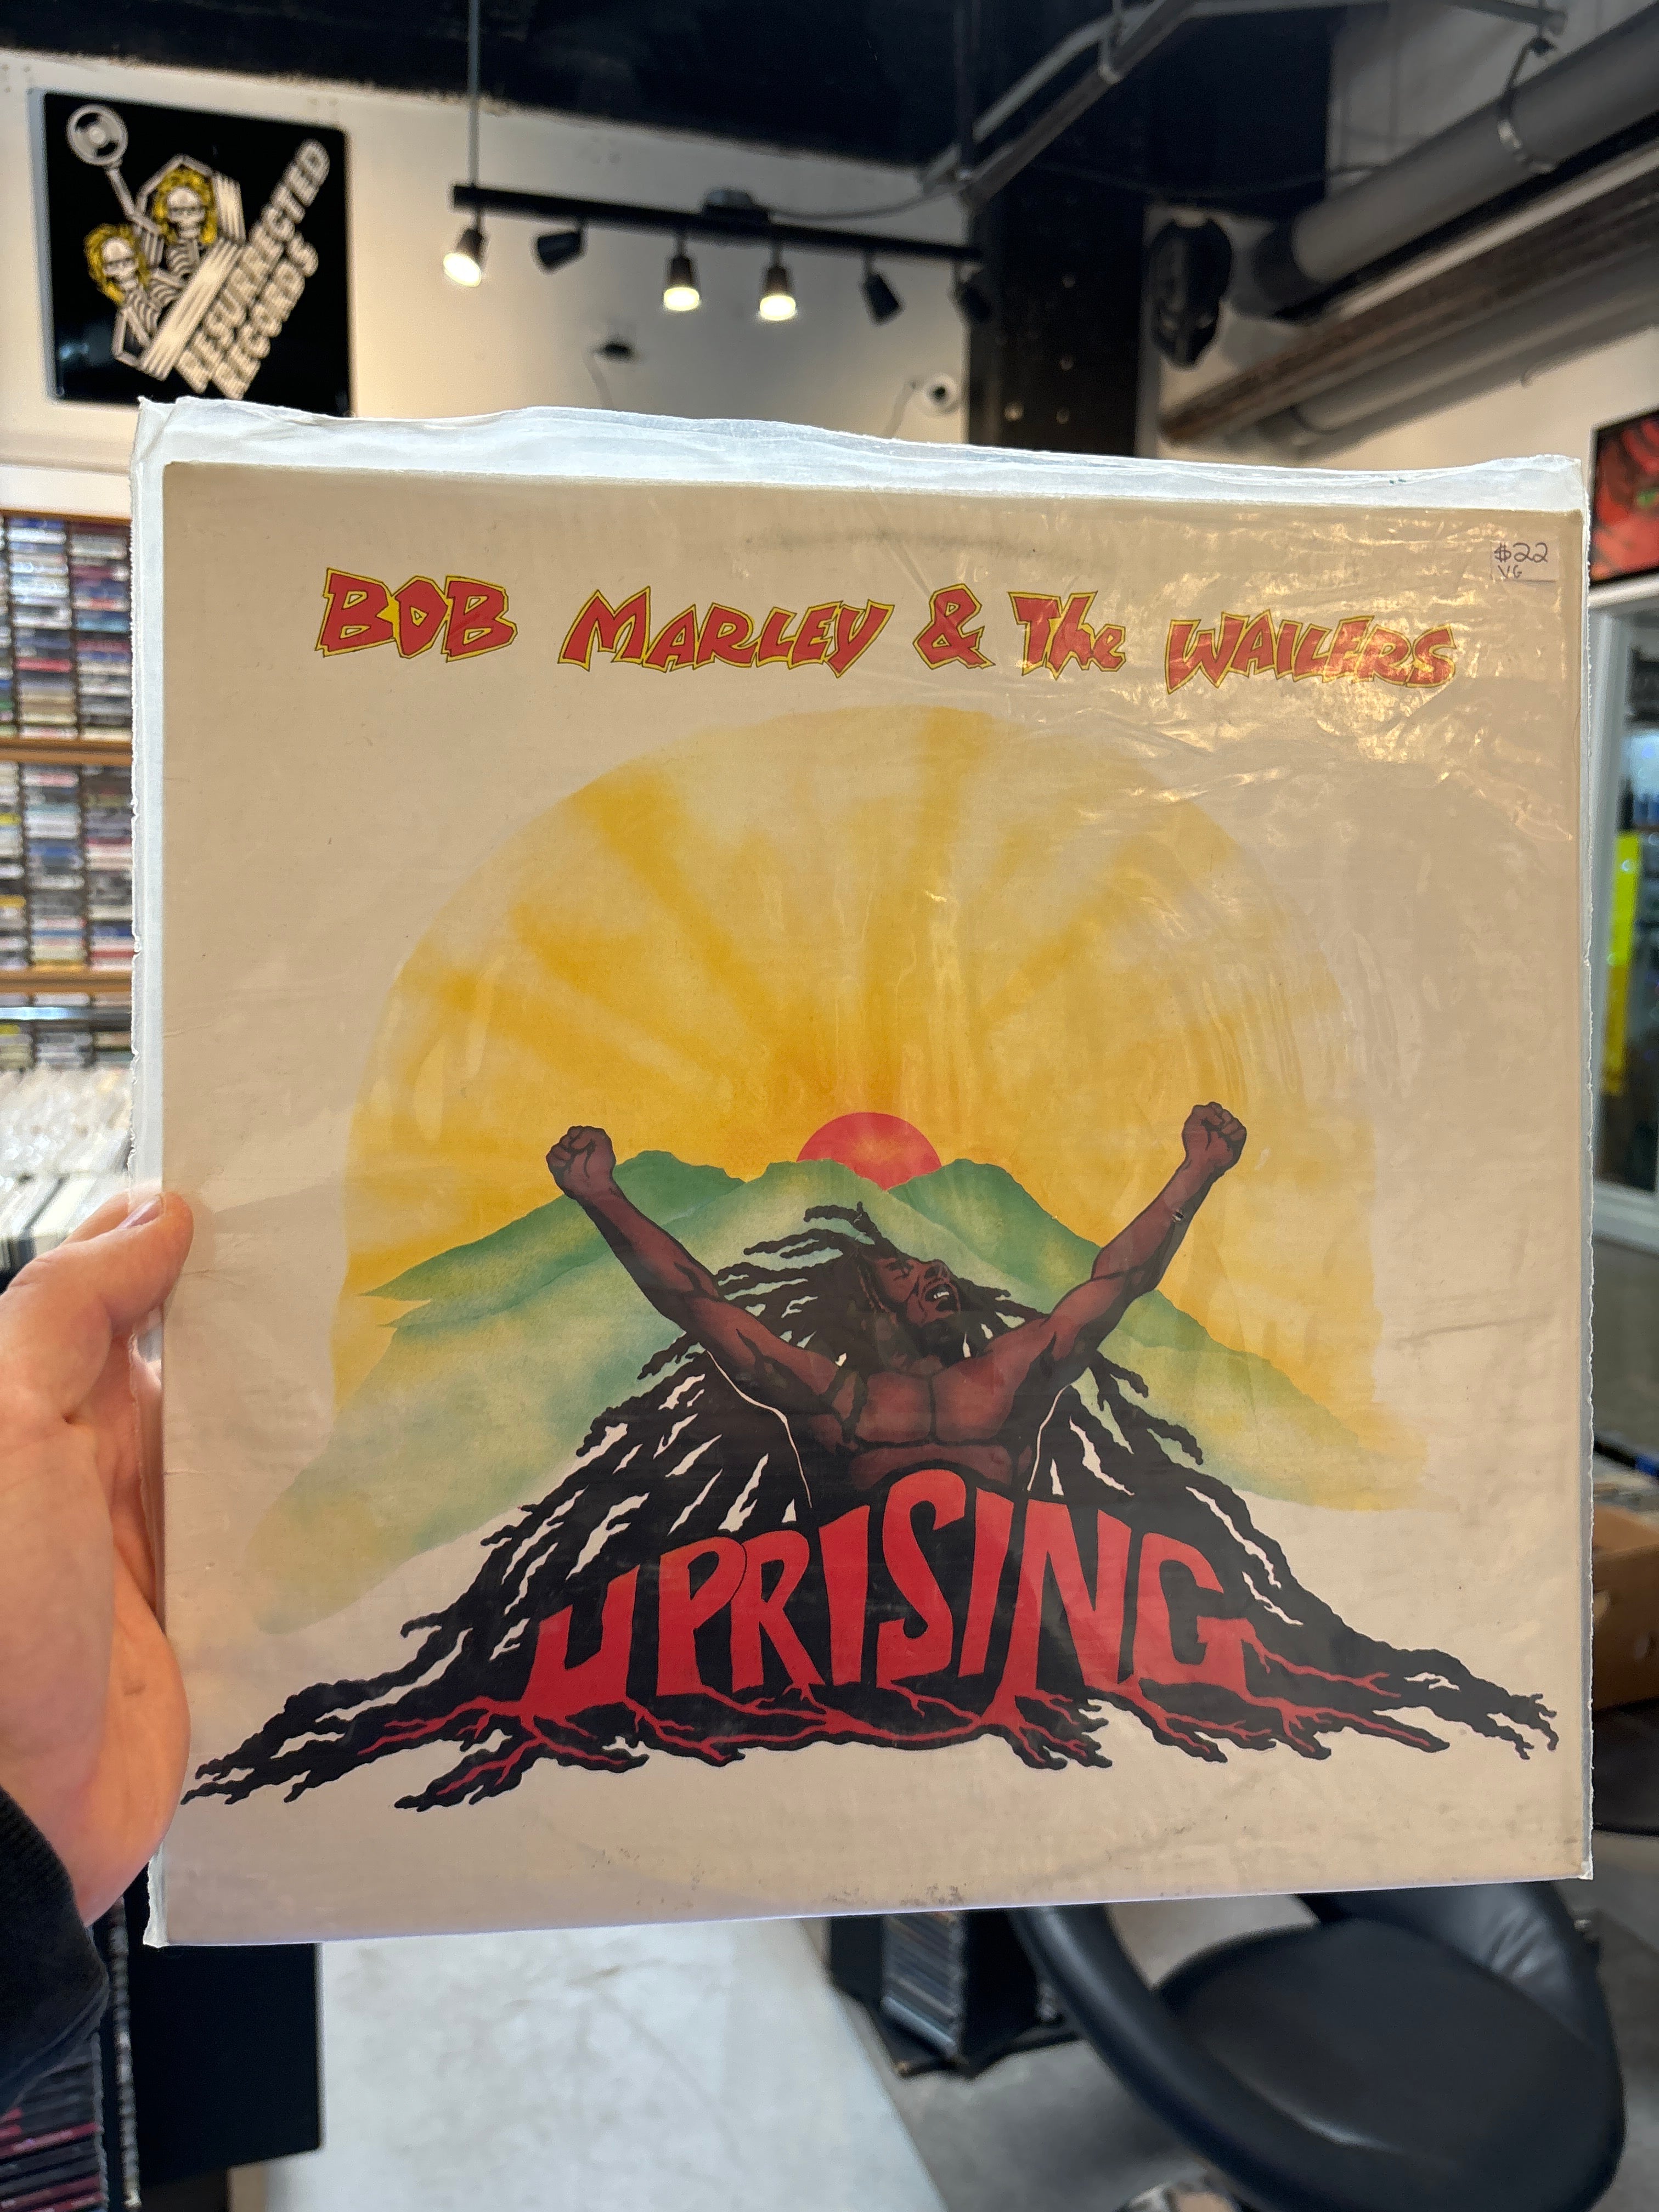 RESURRECTED
RECORDS
$22
VG
BOB MARLEY & The WAILERS
UPRISING